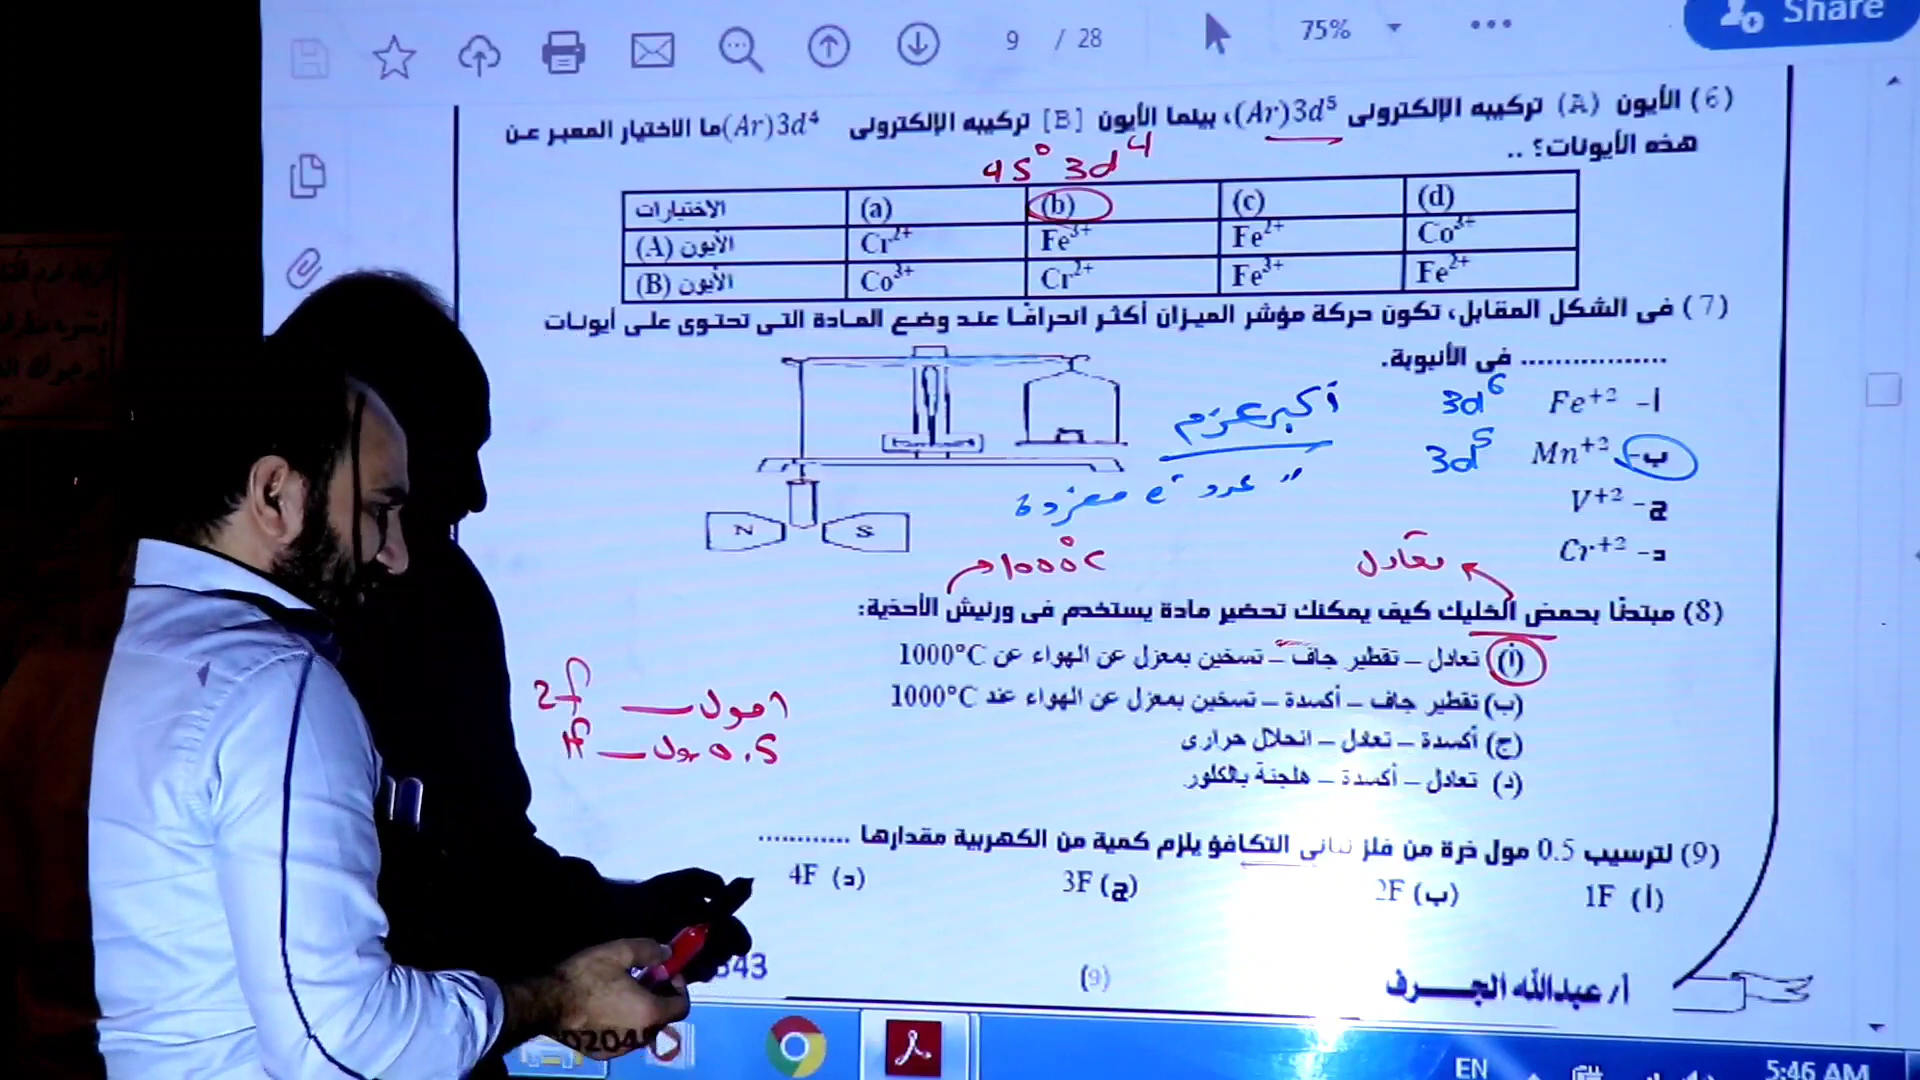 9 / 28
75%
Share
(6) الأيون (A) تركيبه الإلكترونى (Ar)3d⁵، بينما الأيون [B] تركيبه الإلكترونى (Ar)3d⁴ ما الاختيار المعبر عن
هذه الأيونات؟ ..
4s⁰ 3d⁴
الاختيارات (a) (b) (c) (d)
الأيون (A) Cr²⁺ Fe³⁺ Fe²⁺ Co³⁺
الأيون (B) Co³⁺ Cr²⁺ Fe³⁺ Fe²⁺
(7) فى الشكل المقابل، تكون حركة مؤشر الميزان أكثر انحرافًا عند وضع المادة التى تحتوى على أيونات
................. فى الأنبوبة.
أ- Fe⁺² 3d⁶
ب- Mn⁺² 3d⁵
ج- V⁺²
د- Cr⁺²
أكبر عزم
" عدد e⁻ مفردة
N S
تعادل
1000°C
(8) مبتدئًا بحمض الخليك كيف يمكنك تحضير مادة يستخدم فى ورنيش الأحذية:
(أ) تعادل – تقطير جاف – تسخين بمعزل عن الهواء عن 1000°C
(ب) تقطير جاف – أكسدة – تسخين بمعزل عن الهواء عند 1000°C
(ج) أكسدة – تعادل – انحلال حرارى
(د) تعادل – أكسدة – هلجنة بالكلور
1 مول — 2f
0.5 مول — 1f
(9) لترسيب 0.5 مول ذرة من فلز ثنائى التكافؤ يلزم كمية من الكهربية مقدارها ............
(أ) 1F (ب) 2F (ج) 3F (د) 4F
543
(9)
أ/ عبدالله الجـــرف
0204
EN
5:46 AM